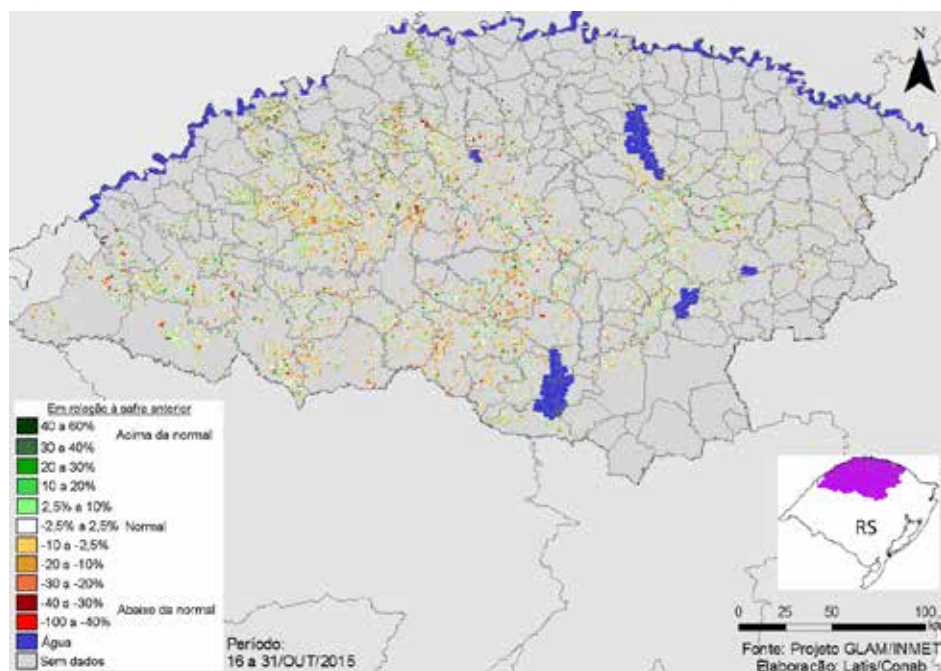 N
Em relação à safra anterior
40 a 60%
Acima da normal
30 a 40%
20 a 30%
10 a 20%
2,5% a 10%
-2,5% a 2,5% Normal
-10 a -2,5%
-20 a -10%
-30 a -20%
-40 a -30%
Abaixo da normal
-100 a -40%
Água
Sem dados
Período:
16 a 31/OUT/2015
RS
0 25 50 100
km
Fonte: Projeto GLAM/INMET
Elaboração: Latis/Conab